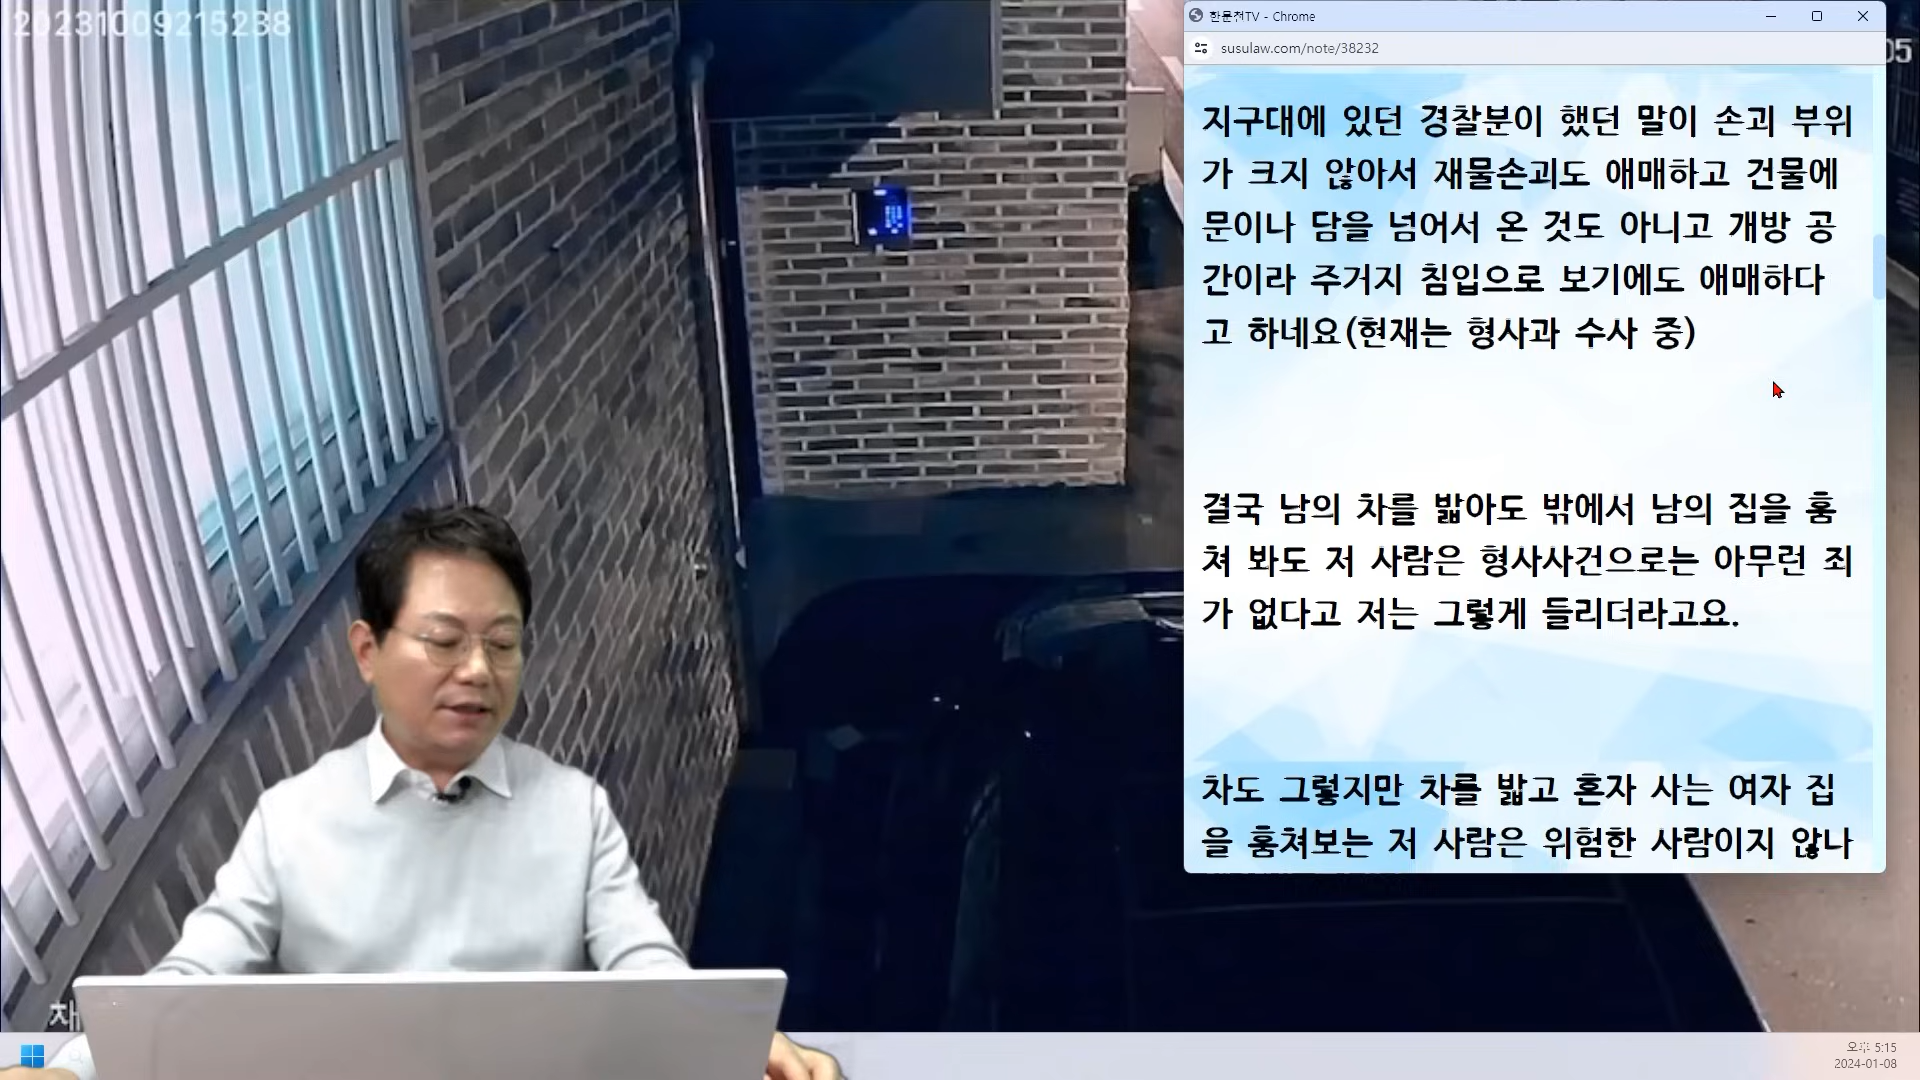 20231009215238
한문철TV - Chrome
susulaw.com/note/38232
05
지구대에 있던 경찰분이 했던 말이 손괴 부위
가 크지 않아서 재물손괴도 애매하고 건물에
문이나 담을 넘어서 온 것도 아니고 개방 공
간이라 주거지 침입으로 보기에도 애매하다
고 하네요(현재는 형사과 수사 중)
결국 남의 차를 밟아도 밖에서 남의 집을 훔
쳐 봐도 저 사람은 형사사건으로는 아무런 죄
가 없다고 저는 그렇게 들리더라고요.
차도 그렇지만 차를 밟고 혼자 사는 여자 집
을 훔쳐보는 저 사람은 위험한 사람이지 않나
오후 5:15
2024-01-08